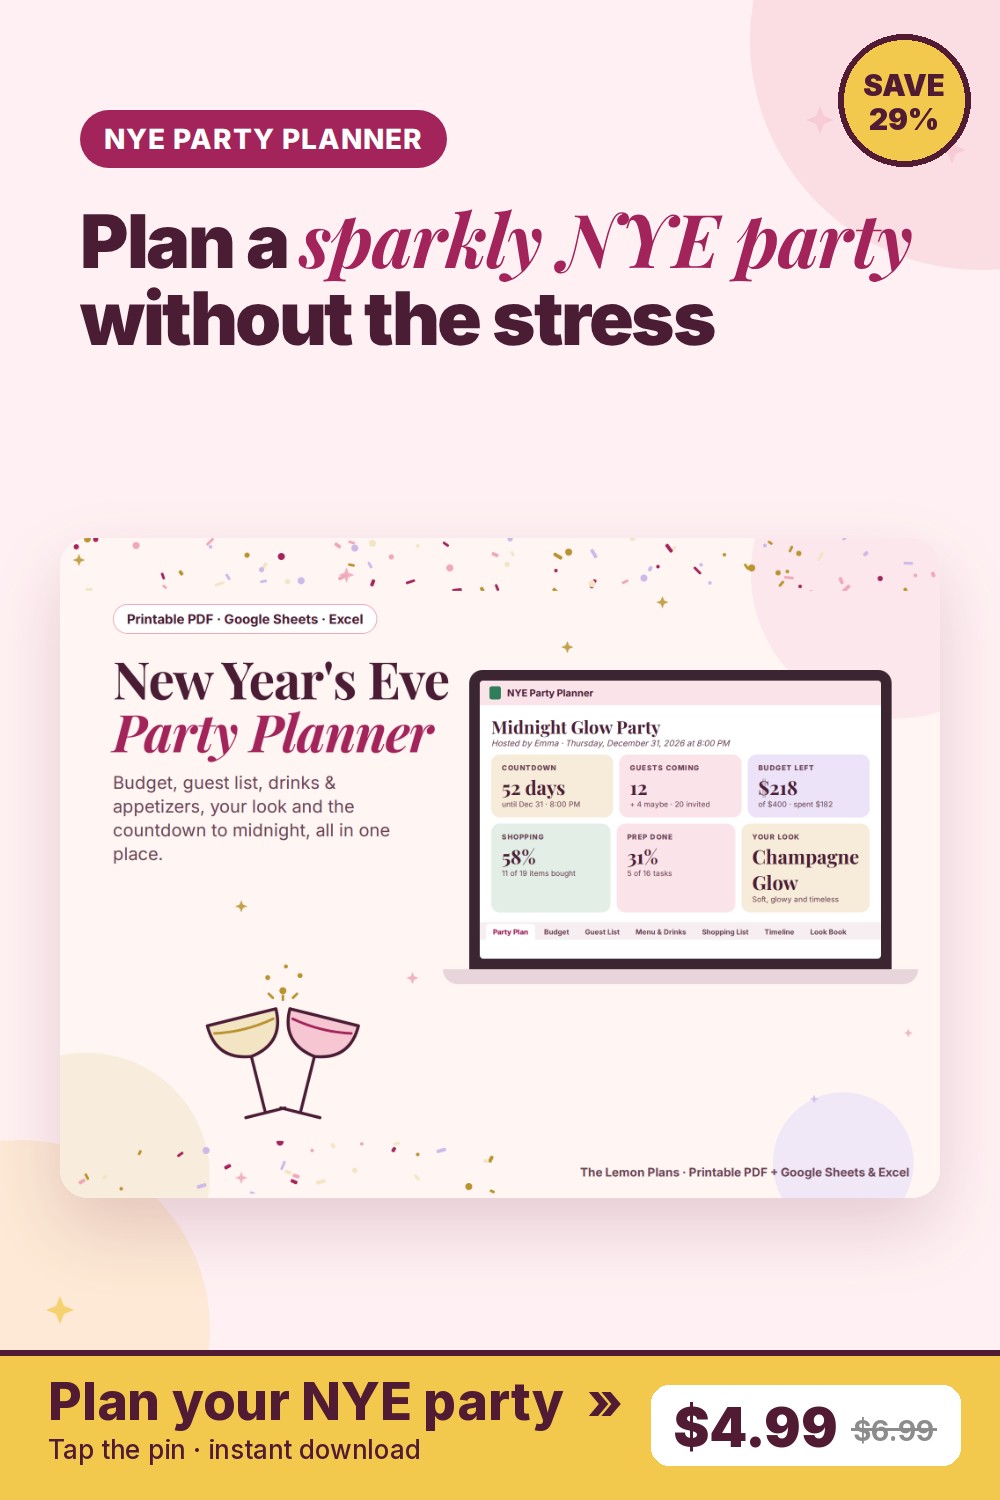 SAVE
29%
NYE PARTY PLANNER
Plan a sparkly NYE party
without the stress
Printable PDF · Google Sheets · Excel
New Year's Eve
Party Planner
Budget, guest list, drinks &
appetizers, your look and the
countdown to midnight, all in one
place.
NYE Party Planner
Midnight Glow Party
Hosted by Emma · Thursday, December 31, 2026 at 8:00 PM
COUNTDOWN
52 days
until Dec 31 · 8:00 PM
GUESTS COMING
12
+ 4 maybe · 20 invited
BUDGET LEFT
$218
of $400 · spent $182
SHOPPING
58%
11 of 19 items bought
PREP DONE
31%
5 of 16 tasks
YOUR LOOK
Champagne
Glow
Soft, glowy and timeless
Party Plan Budget Guest List Menu & Drinks Shopping List Timeline Look Book
The Lemon Plans · Printable PDF + Google Sheets & Excel
Plan your NYE party »
Tap the pin · instant download
$4.99 $6.99